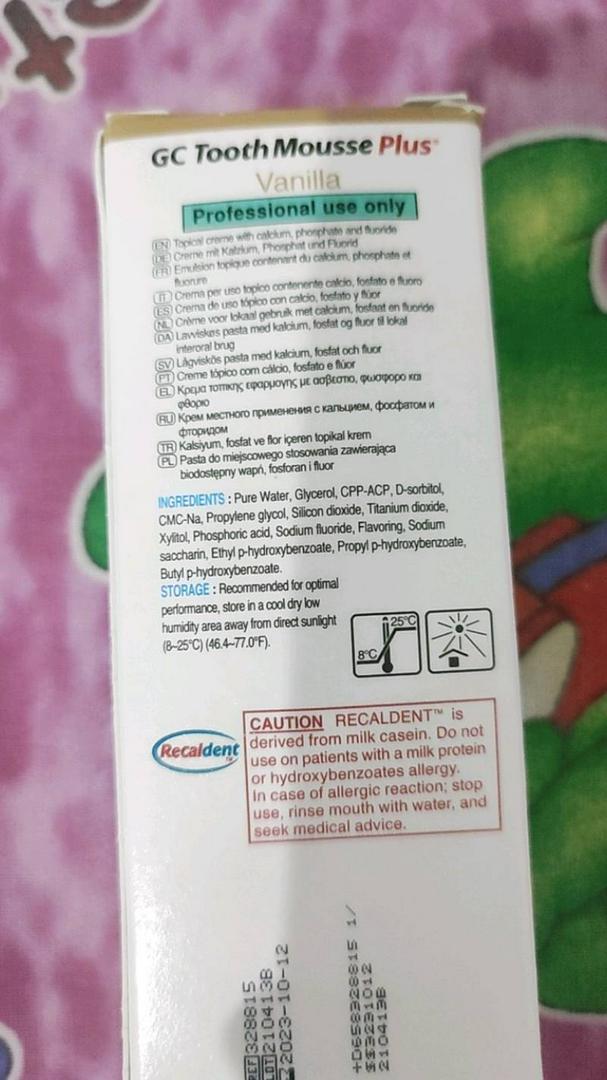 GC Tooth Mousse Plus™
Vanilla
Professional use only
EN Topical creme with calcium, phosphate and fluoride
DE Creme mit Kalzium, Phosphat und Fluorid
FR Emulsion topique contenant du calcium, phosphate et
fluorure
IT Crema per uso topico contenente calcio, fosfato e fluoro
ES Crema de uso tópico con calcio, fosfato y flúor
NL Crème voor lokaal gebruik met calcium, fosfaat en fluoride
DA Lavviskøs pasta med kalcium, fosfat og fluor til lokal
interoral brug
SV Lågviskös pasta med kalcium, fosfat och fluor
PT Creme tópico com cálcio, fosfato e flúor
EL Κρεμα τοπικης εφαρμογης με ασβεστιο, φωσφορο και
φθοριο
RU Крем местного применения с кальцием, фосфатом и
фторидом
TR Kalsiyum, fosfat ve flor içeren topikal krem
PL Pasta do miejscowego stosowania zawierająca
biodostępny wapń, fosforan i fluor
INGREDIENTS : Pure Water, Glycerol, CPP-ACP, D-sorbitol,
CMC-Na, Propylene glycol, Silicon dioxide, Titanium dioxide,
Xylitol, Phosphoric acid, Sodium fluoride, Flavoring, Sodium
saccharin, Ethyl p-hydroxybenzoate, Propyl p-hydroxybenzoate,
Butyl p-hydroxybenzoate.
STORAGE : Recommended for optimal
performance, store in a cool dry low
humidity area away from direct sunlight
(8~25°C) (46.4~77.0°F).
25°C
8°C
Recaldent™
CAUTION RECALDENT™ is
derived from milk casein. Do not
use on patients with a milk protein
or hydroxybenzoates allergy.
In case of allergic reaction; stop
use, rinse mouth with water, and
seek medical advice.
REF 328815
LOT 210413B
2023-10-12
+D658328815 1/
$$3231012
210413B